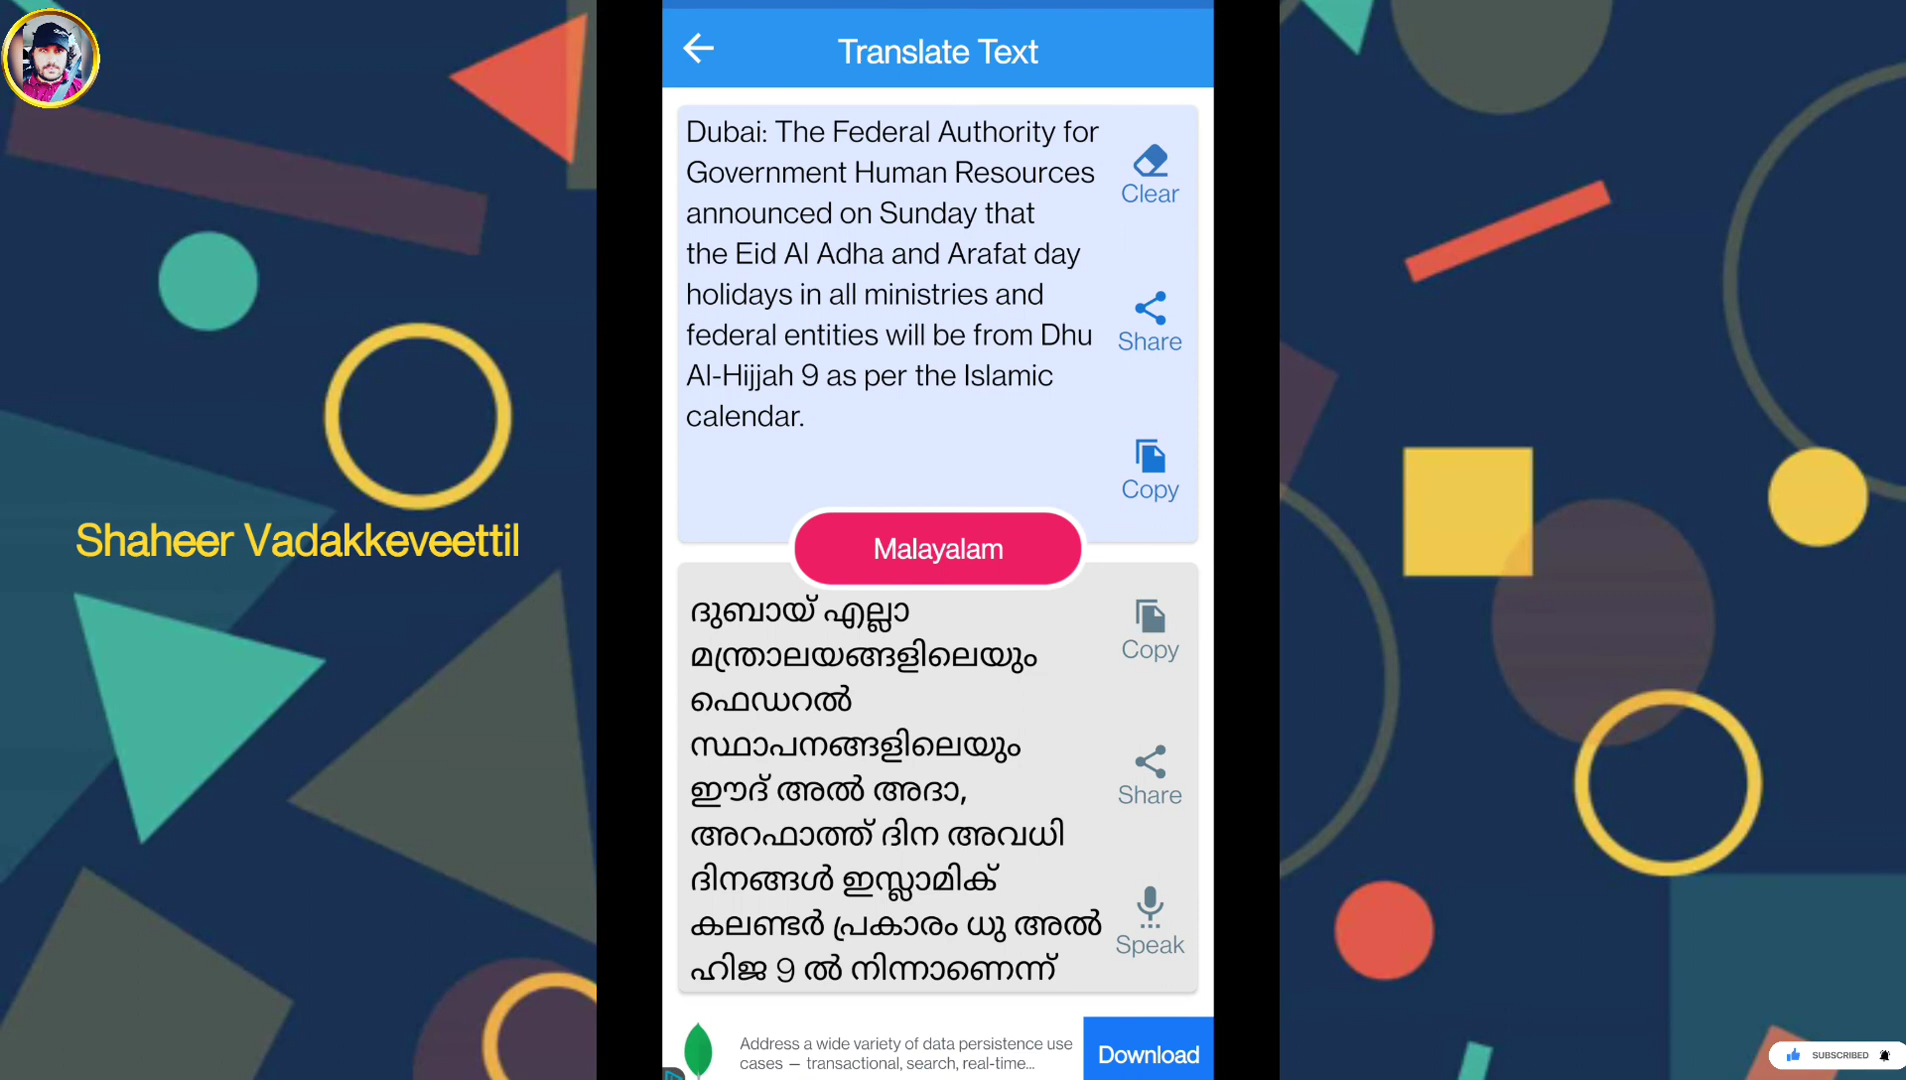 Translate Text
Dubai: The Federal Authority for
Government Human Resources
announced on Sunday that
the Eid Al Adha and Arafat day
holidays in all ministries and
federal entities will be from Dhu
Al-Hijjah 9 as per the Islamic
calendar.
Clear
Share
Copy
Shaheer Vadakkeveettil
Malayalam
ദുബായ് എല്ലാ
മന്ത്രാലയങ്ങളിലെയും
ഫെഡറൽ
സ്ഥാപനങ്ങളിലെയും
ഈദ് അൽ അദാ,
അറഫാത്ത് ദിന അവധി
ദിനങ്ങൾ ഇസ്ലാമിക്
കലണ്ടർ പ്രകാരം ധു അൽ
ഹിജ 9 ൽ നിന്നാണെന്ന്
Copy
Share
Speak
Address a wide variety of data persistence use
cases — transactional, search, real-time...
Download
SUBSCRIBED